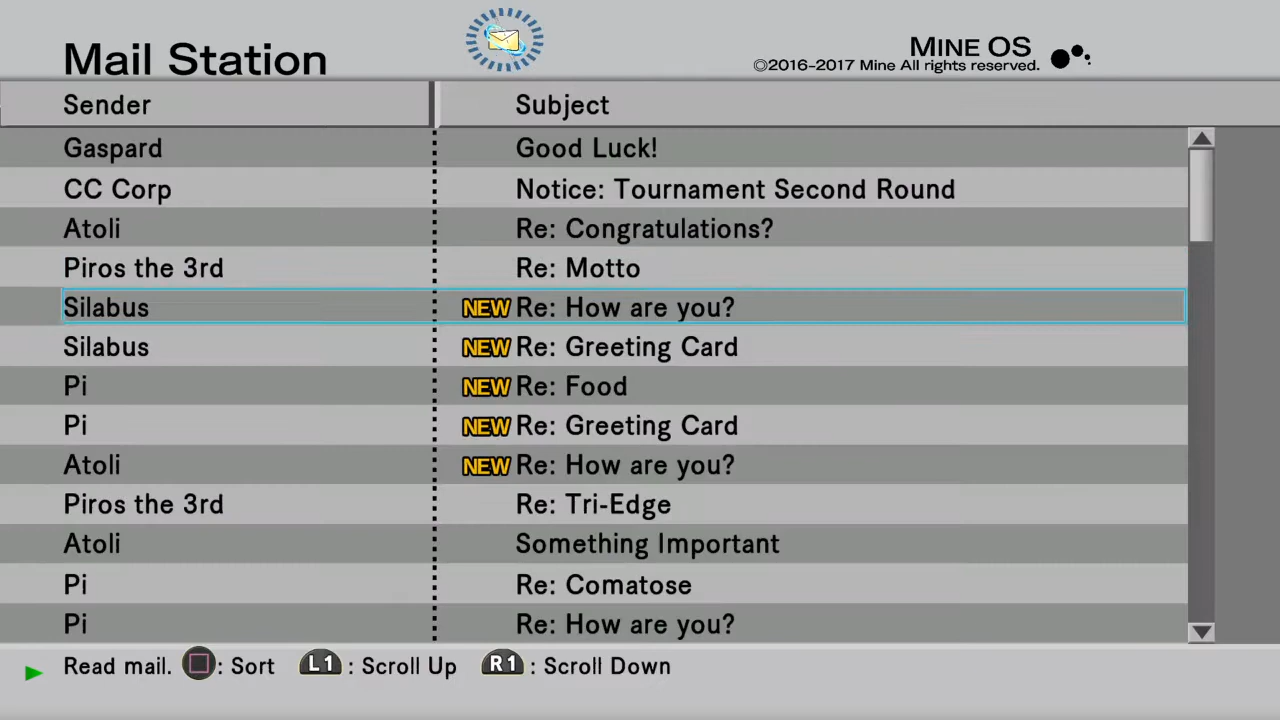 Mail Station
MINE OS
©2016-2017 Mine All rights reserved.
Sender Subject
Gaspard Good Luck!
CC Corp Notice: Tournament Second Round
Atoli Re: Congratulations?
Piros the 3rd Re: Motto
Silabus NEW Re: How are you?
Silabus NEW Re: Greeting Card
Pi NEW Re: Food
Pi NEW Re: Greeting Card
Atoli NEW Re: How are you?
Piros the 3rd Re: Tri-Edge
Atoli Something Important
Pi Re: Comatose
Pi Re: How are you?
Read mail. : Sort L1 : Scroll Up R1 : Scroll Down